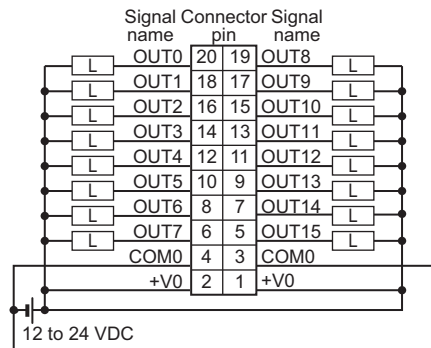 Signal Connector Signal
name pin name
L OUT0 20 19 OUT8 L
L OUT1 18 17 OUT9 L
L OUT2 16 15 OUT10 L
L OUT3 14 13 OUT11 L
L OUT4 12 11 OUT12 L
L OUT5 10 9 OUT13 L
L OUT6 8 7 OUT14 L
L OUT7 6 5 OUT15 L
COM0 4 3 COM0
+V0 2 1 +V0
12 to 24 VDC